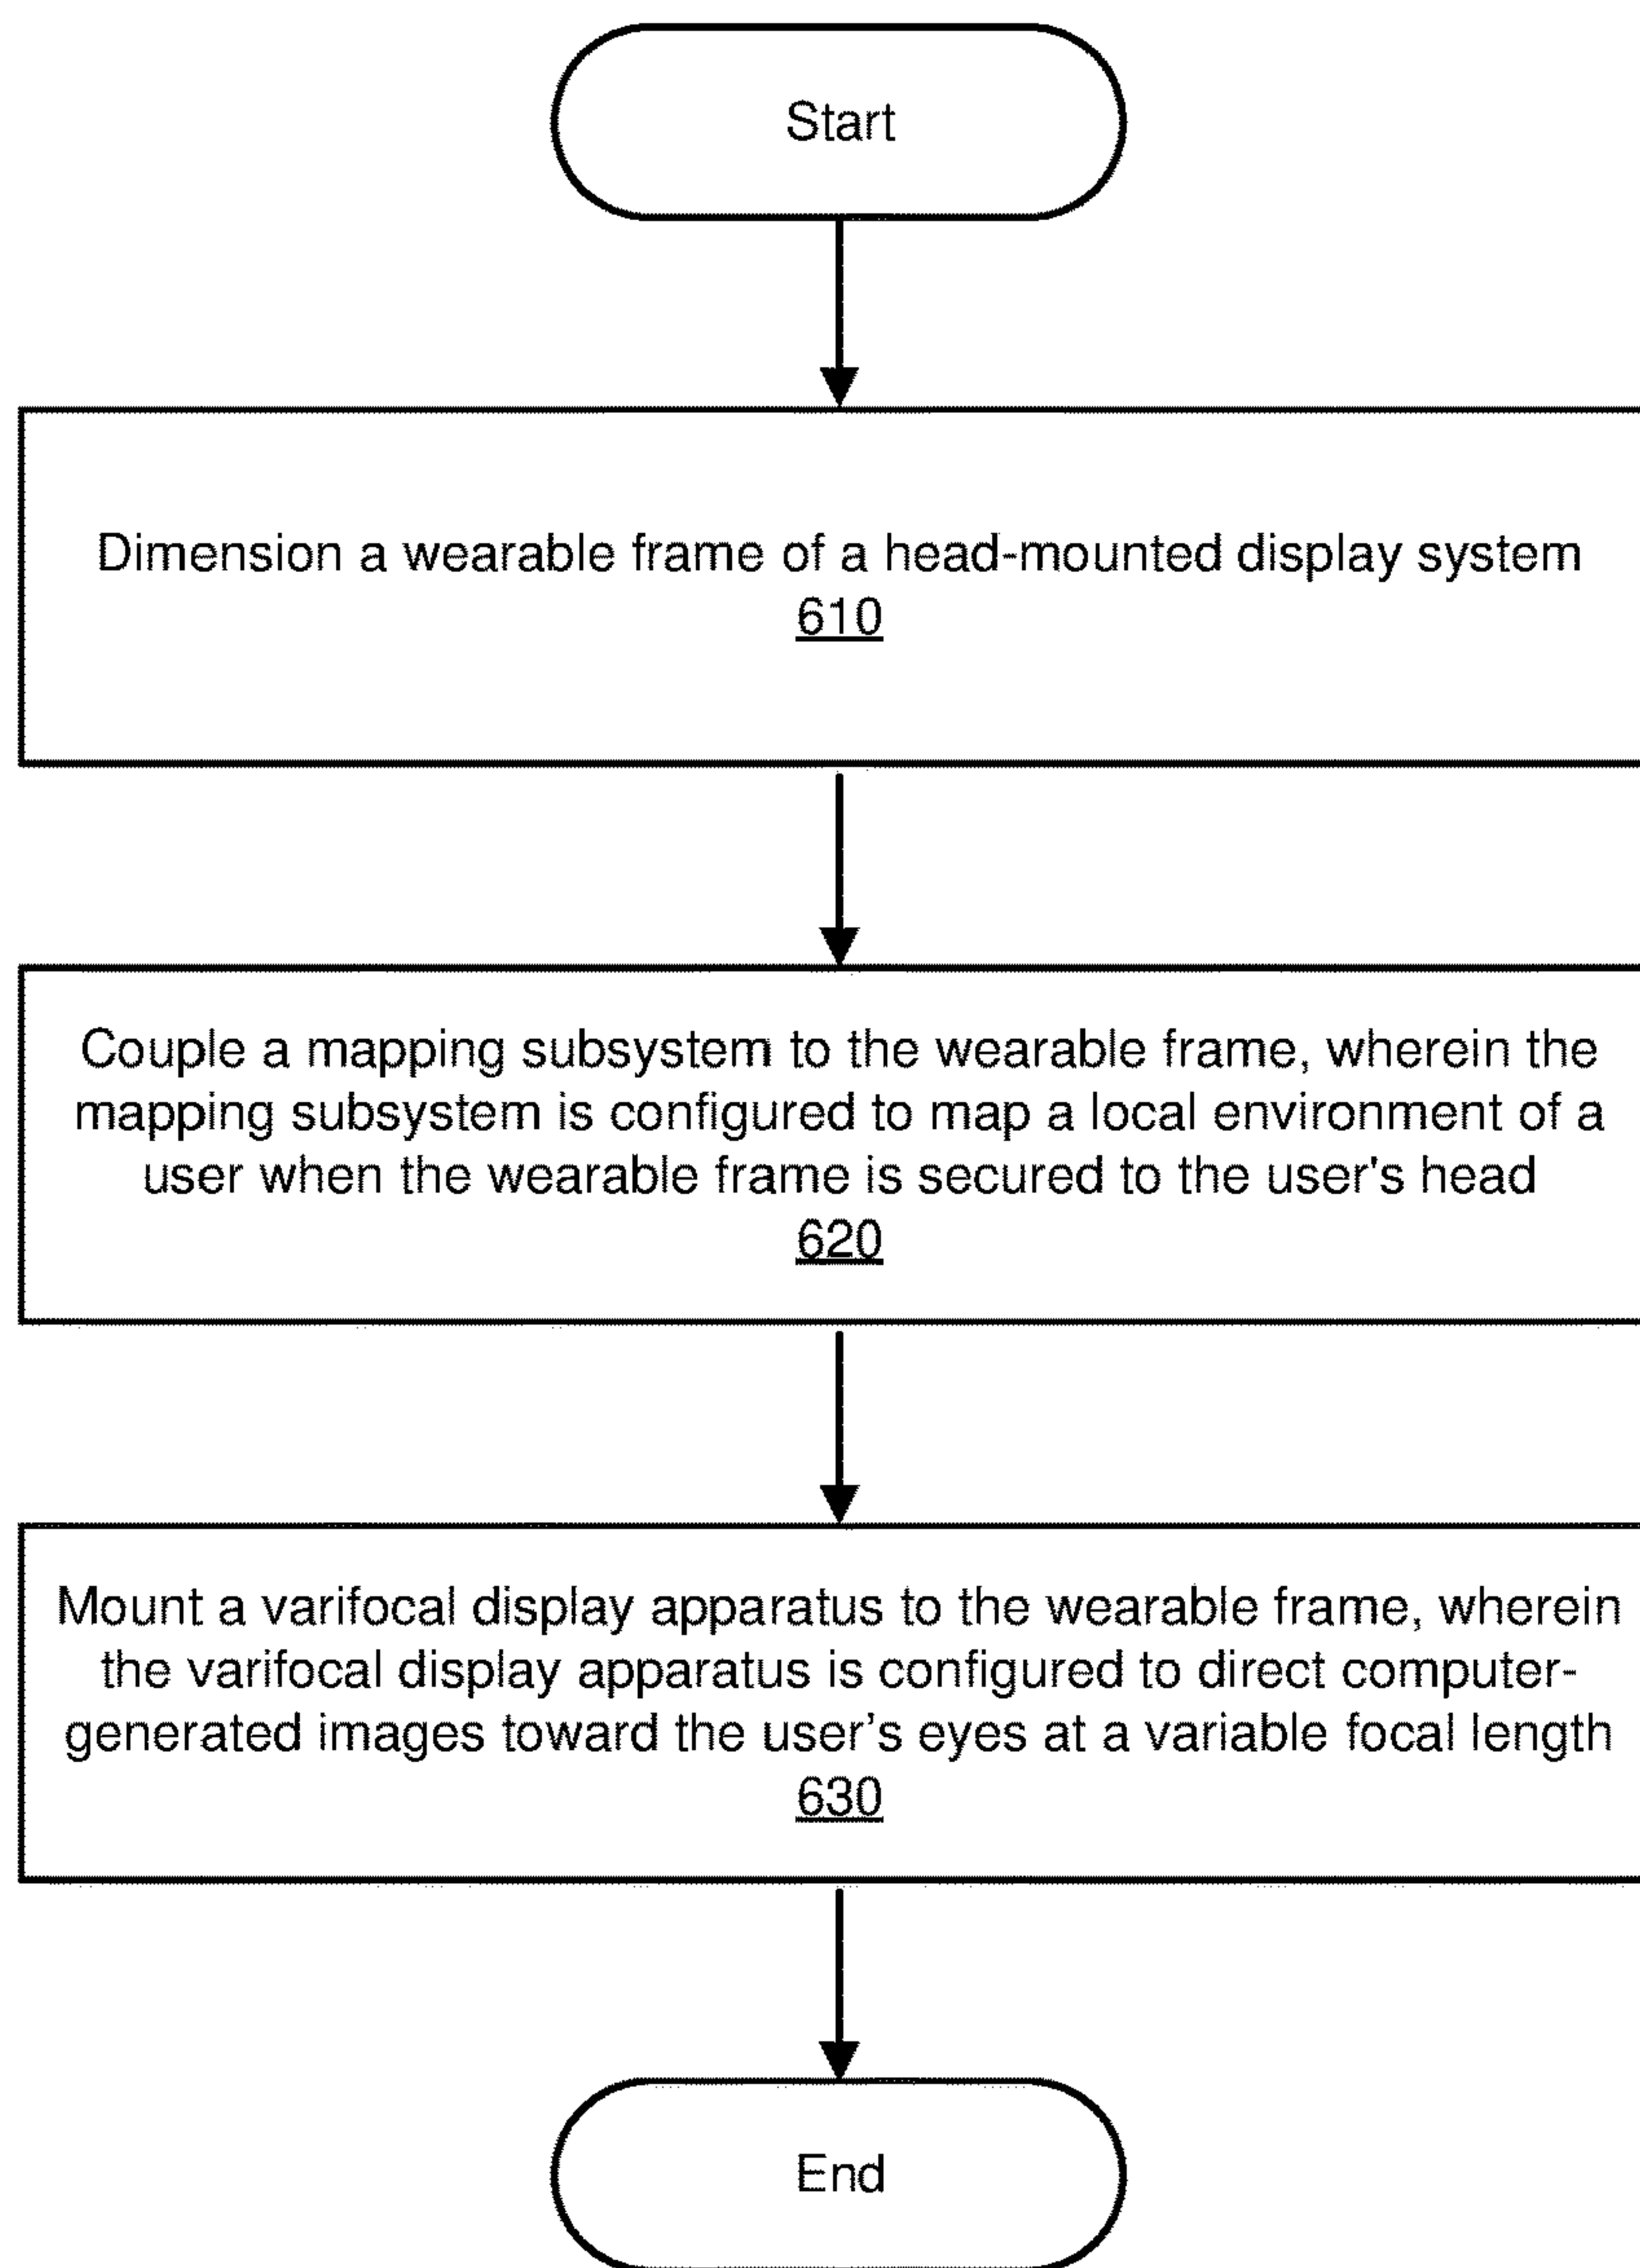 Start
Dimension a wearable frame of a head-mounted display system
610
Couple a mapping subsystem to the wearable frame, wherein the
mapping subsystem is configured to map a local environment of a
user when the wearable frame is secured to the user's head
620
Mount a varifocal display apparatus to the wearable frame, wherein
the varifocal display apparatus is configured to direct computer-
generated images toward the user’s eyes at a variable focal length
630
End